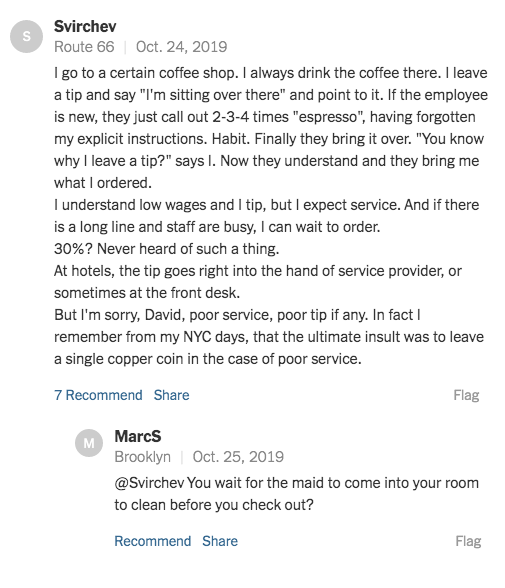 S
Svirchev
Route 66 | Oct. 24, 2019
I go to a certain coffee shop. I always drink the coffee there. I leave
a tip and say "I'm sitting over there" and point to it. If the employee
is new, they just call out 2-3-4 times "espresso", having forgotten
my explicit instructions. Habit. Finally they bring it over. "You know
why I leave a tip?" says I. Now they understand and they bring me
what I ordered.
I understand low wages and I tip, but I expect service. And if there
is a long line and staff are busy, I can wait to order.
30%? Never heard of such a thing.
At hotels, the tip goes right into the hand of service provider, or
sometimes at the front desk.
But I'm sorry, David, poor service, poor tip if any. In fact I
remember from my NYC days, that the ultimate insult was to leave
a single copper coin in the case of poor service.
7 Recommend Share Flag
M
MarcS
Brooklyn | Oct. 25, 2019
@Svirchev You wait for the maid to come into your room
to clean before you check out?
Recommend Share Flag